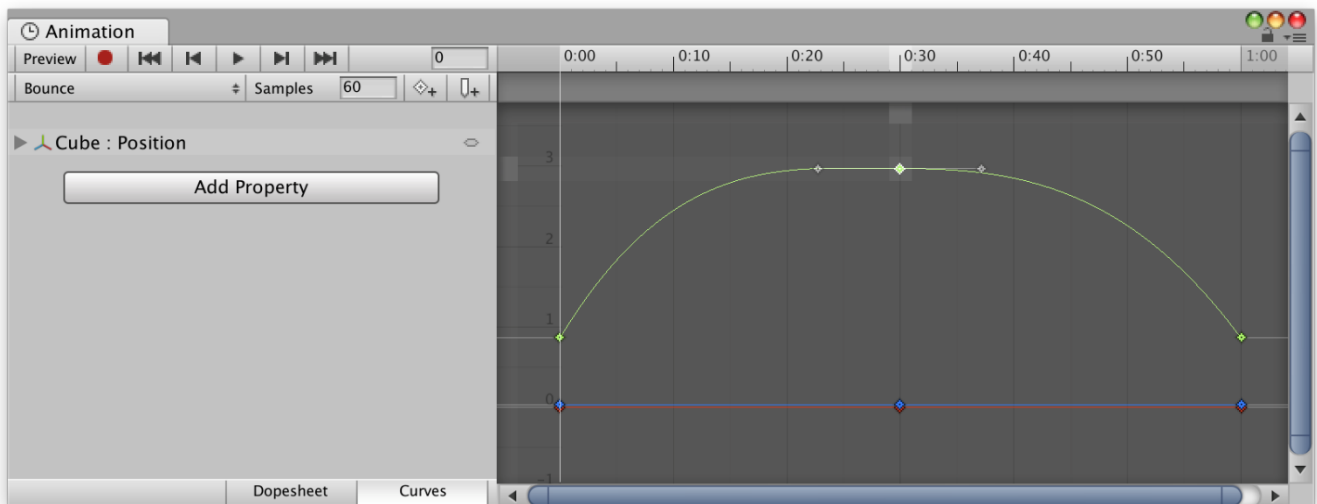 Animation
Preview 0 0:00 0:10 0:20 0:30 0:40 0:50 1:00
Bounce Samples 60
Cube : Position
Add Property
3
2
1
0
-1
Dopesheet Curves